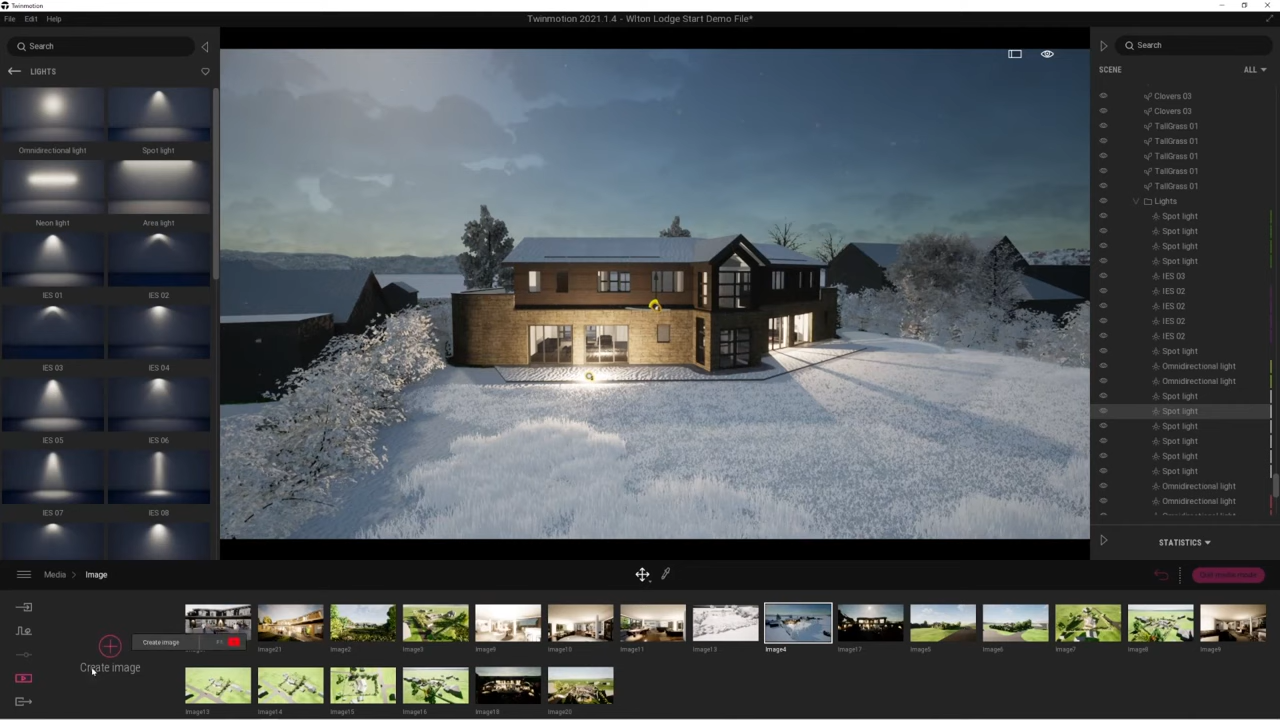 Twinmotion
File Edit Help
Twinmotion 2021.1.4 - Wlton Lodge Start Demo File*
Search
LIGHTS
Omnidirectional light
Spot light
Neon light
Area light
IES 01
IES 02
IES 03
IES 04
IES 05
IES 06
IES 07
IES 08
Search
SCENE
ALL
Clovers 03
Clovers 03
TallGrass 01
TallGrass 01
TallGrass 01
TallGrass 01
TallGrass 01
Lights
Spot light
Spot light
Spot light
Spot light
IES 03
IES 02
IES 02
IES 02
IES 02
Spot light
Omnidirectional light
Omnidirectional light
Spot light
Spot light
Spot light
Spot light
Spot light
Spot light
Omnidirectional light
Omnidirectional light
STATISTICS
Media > Image
Exit media mode
Create image
Create image
Image21
Image2
Image3
Image9
Image10
Image11
Image13
Image4
Image17
Image5
Image6
Image7
Image8
Image9
Image13
Image14
Image15
Image16
Image18
Image20